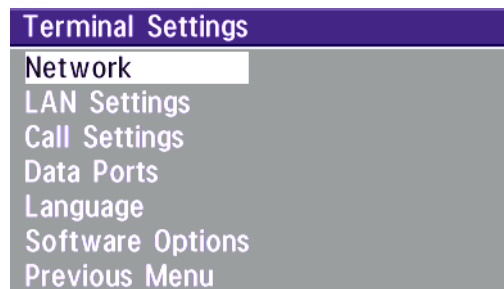 Terminal Settings
Network
LAN Settings
Call Settings
Data Ports
Language
Software Options
Previous Menu